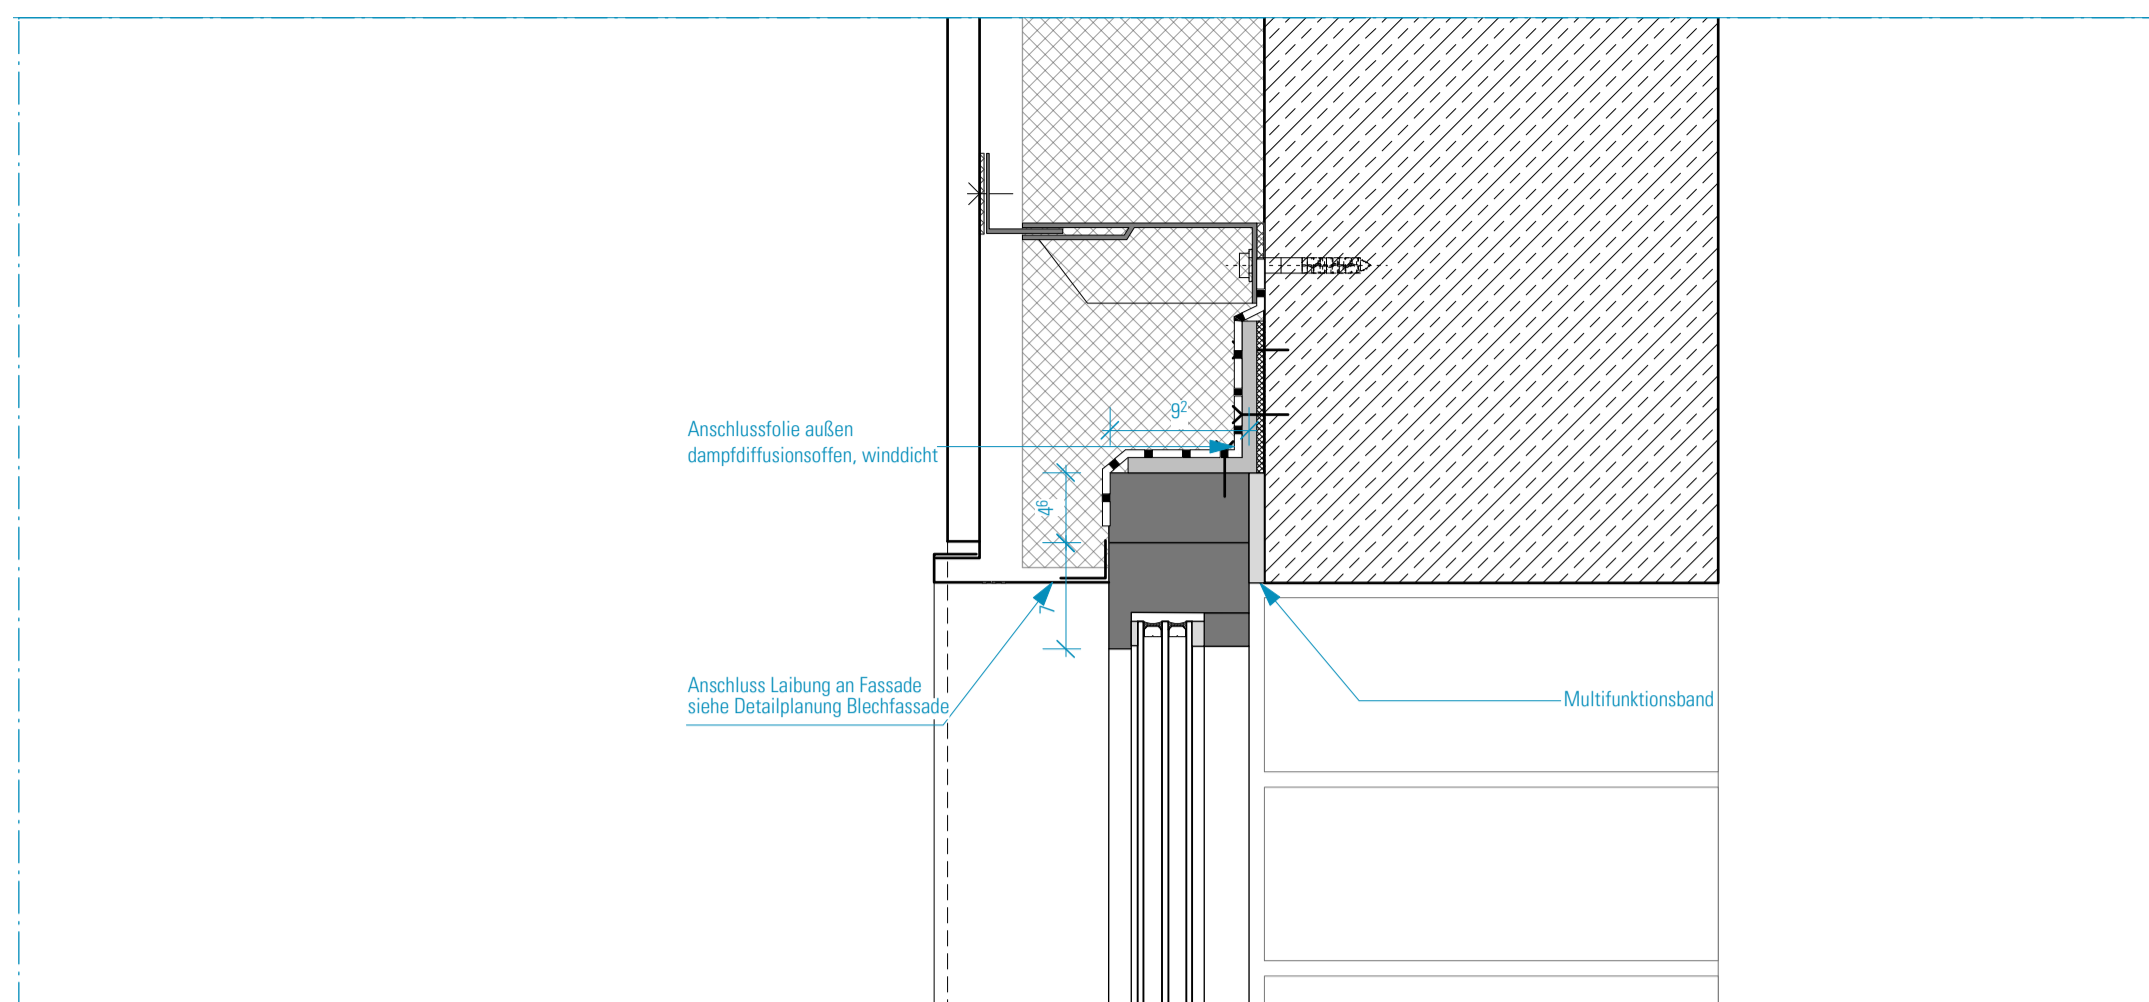 9²
Anschlussfolie außen
dampfdiffusionsoffen, winddicht
4⁶
7
Anschluss Laibung an Fassade
siehe Detailplanung Blechfassade
Multifunktionsband